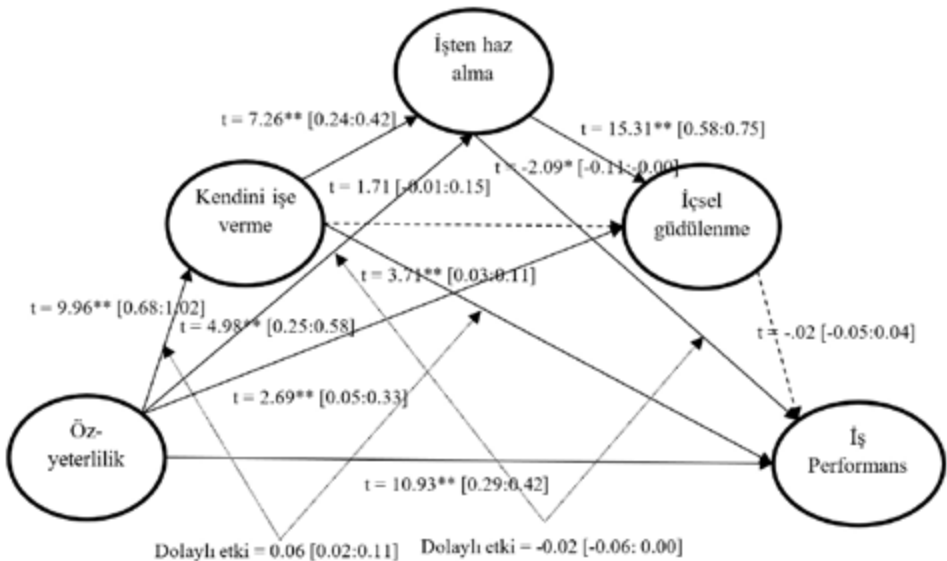 İşten haz
alma
t = 7.26** [0.24:0.42]
t = 15.31** [0.58:0.75]
t = -2.09* [-0.11:-0.00]
Kendini işe
verme
t = 1.71 [-0.01:0.15]
İçsel
güdülenme
t = 3.71** [0.03:0.11]
t = 9.96** [0.68:1.02]
t = 4.98** [0.25:0.58]
t = -.02 [-0.05:0.04]
t = 2.69** [0.05:0.33]
Öz-
yeterlilik
İş
Performans
t = 10.93** [0.29:0.42]
Dolaylı etki = 0.06 [0.02:0.11]
Dolaylı etki = -0.02 [-0.06: 0.00]